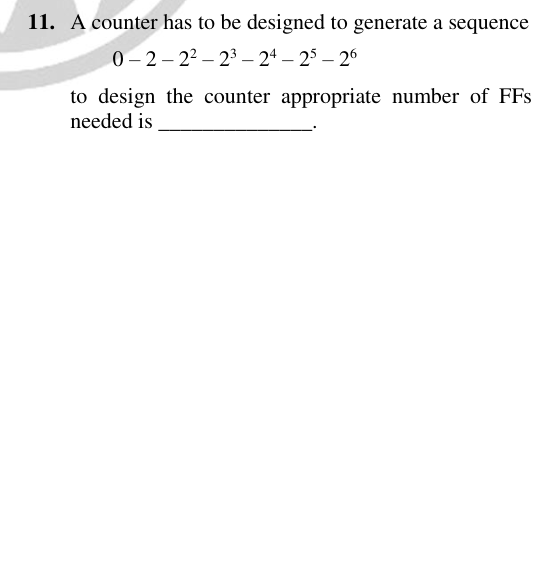 11. A counter has to be designed to generate a sequence
0 – 2 – 2² – 2³ – 2⁴ – 2⁵ – 2⁶
to design the counter appropriate number of FFs
needed is ______________.